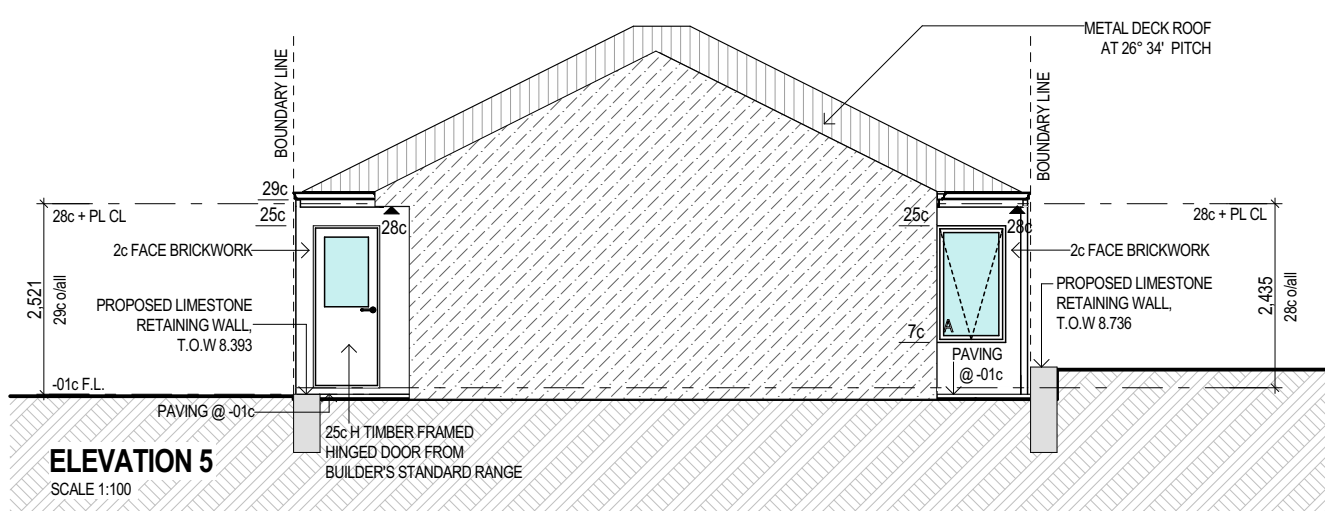 METAL DECK ROOF
AT 26° 34' PITCH
BOUNDARY LINE
BOUNDARY LINE
29c
28c + PL CL
25c
28c
2c FACE BRICKWORK
2,521
29c o/all
PROPOSED LIMESTONE
RETAINING WALL,
T.O.W 8.393
-01c F.L.
PAVING @ -01c
25c H TIMBER FRAMED
HINGED DOOR FROM
BUILDER'S STANDARD RANGE
25c
28c
28c + PL CL
2c FACE BRICKWORK
PROPOSED LIMESTONE
RETAINING WALL,
T.O.W 8.736
2,435
28c o/all
A
7c
PAVING
@ -01c
ELEVATION 5
SCALE 1:100